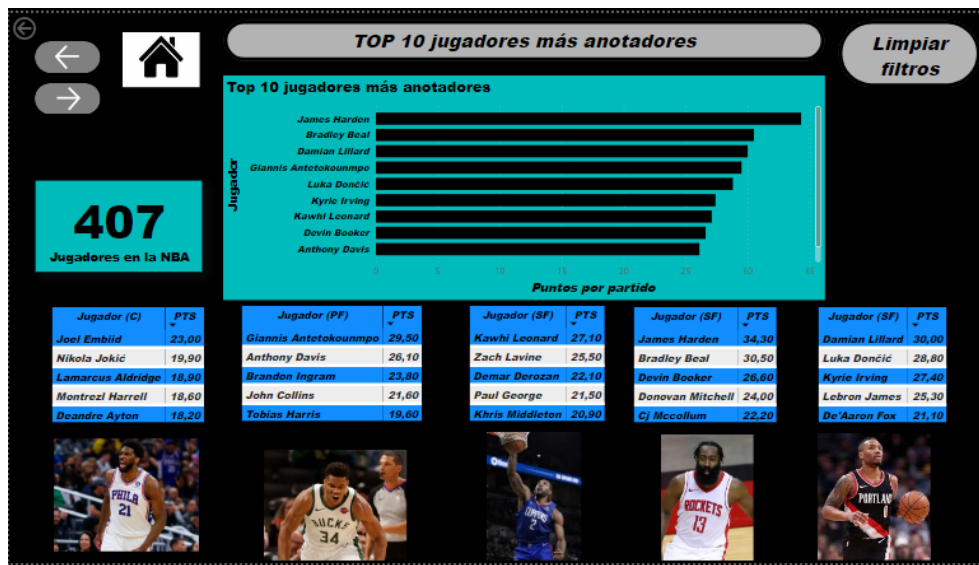 TOP 10 jugadores más anotadores
Limpiar
filtros
Top 10 jugadores más anotadores
Jugador
James Harden
Bradley Beal
Damian Lillard
Giannis Antetokounmpo
Luka Dončić
Kyrie Irving
Kawhi Leonard
Devin Booker
Anthony Davis
0 5 10 15 20 25 30 35
Puntos por partido
407
Jugadores en la NBA
Jugador (C) PTS
Joel Embiid 23,00
Nikola Jokić 19,90
Lamarcus Aldridge 18,90
Montrezl Harrell 18,60
Deandre Ayton 18,20
Jugador (PF) PTS
Giannis Antetokounmpo 29,50
Anthony Davis 26,10
Brandon Ingram 23,80
John Collins 21,60
Tobias Harris 19,60
Jugador (SF) PTS
Kawhi Leonard 27,10
Zach Lavine 25,50
Demar Derozan 22,10
Paul George 21,50
Khris Middleton 20,90
Jugador (SF) PTS
James Harden 34,30
Bradley Beal 30,50
Devin Booker 26,60
Donovan Mitchell 24,00
Cj Mccollum 22,20
Jugador (SF) PTS
Damian Lillard 30,00
Luka Dončić 28,80
Kyrie Irving 27,40
Lebron James 25,30
De'Aaron Fox 21,10
PHILA
21
BUCKS
34
CLIPPERS
2
ROCKETS
13
PORTLAND